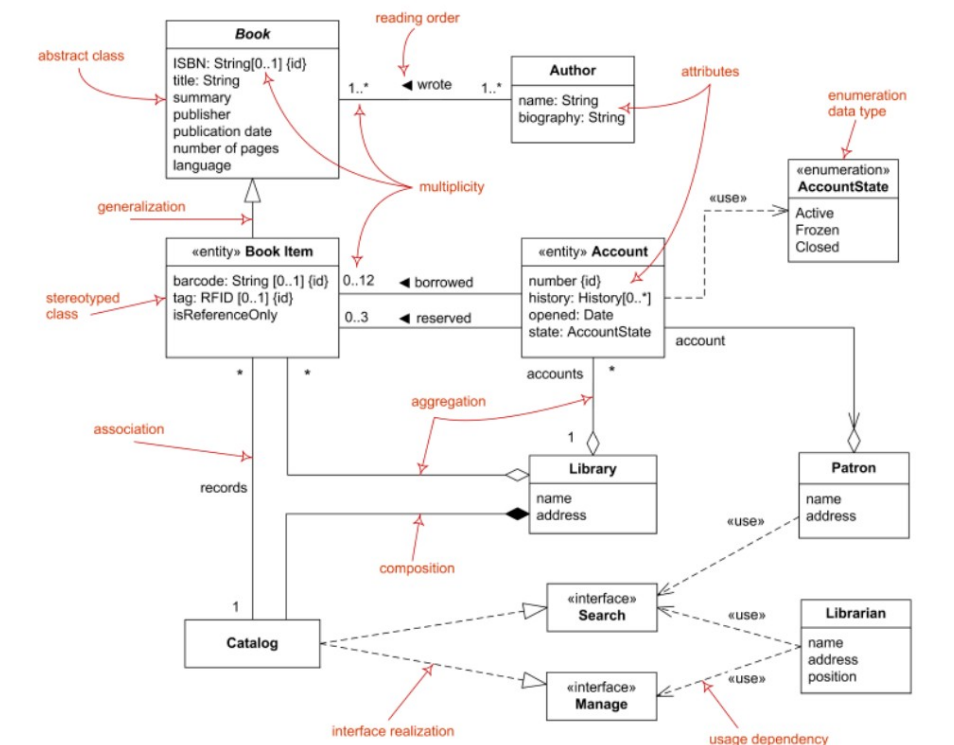 reading order
Book
abstract class
ISBN: String[0..1] {id}
title: String
summary
publisher
publication date
number of pages
language
1..*
◄ wrote
1..*
Author
name: String
biography: String
attributes
enumeration
data type
multiplicity
«enumeration»
AccountState
Active
Frozen
Closed
generalization
«use»
«entity» Book Item
barcode: String [0..1] {id}
tag: RFID [0..1] {id}
isReferenceOnly
stereotyped
class
0..12
◄ borrowed
0..3
◄ reserved
«entity» Account
number {id}
history: History[0..*]
opened: Date
state: AccountState
account
*
*
accounts
*
aggregation
association
1
Library
name
address
Patron
name
address
records
«use»
composition
1
Catalog
«interface»
Search
«use»
Librarian
name
address
position
«interface»
Manage
«use»
interface realization
usage dependency